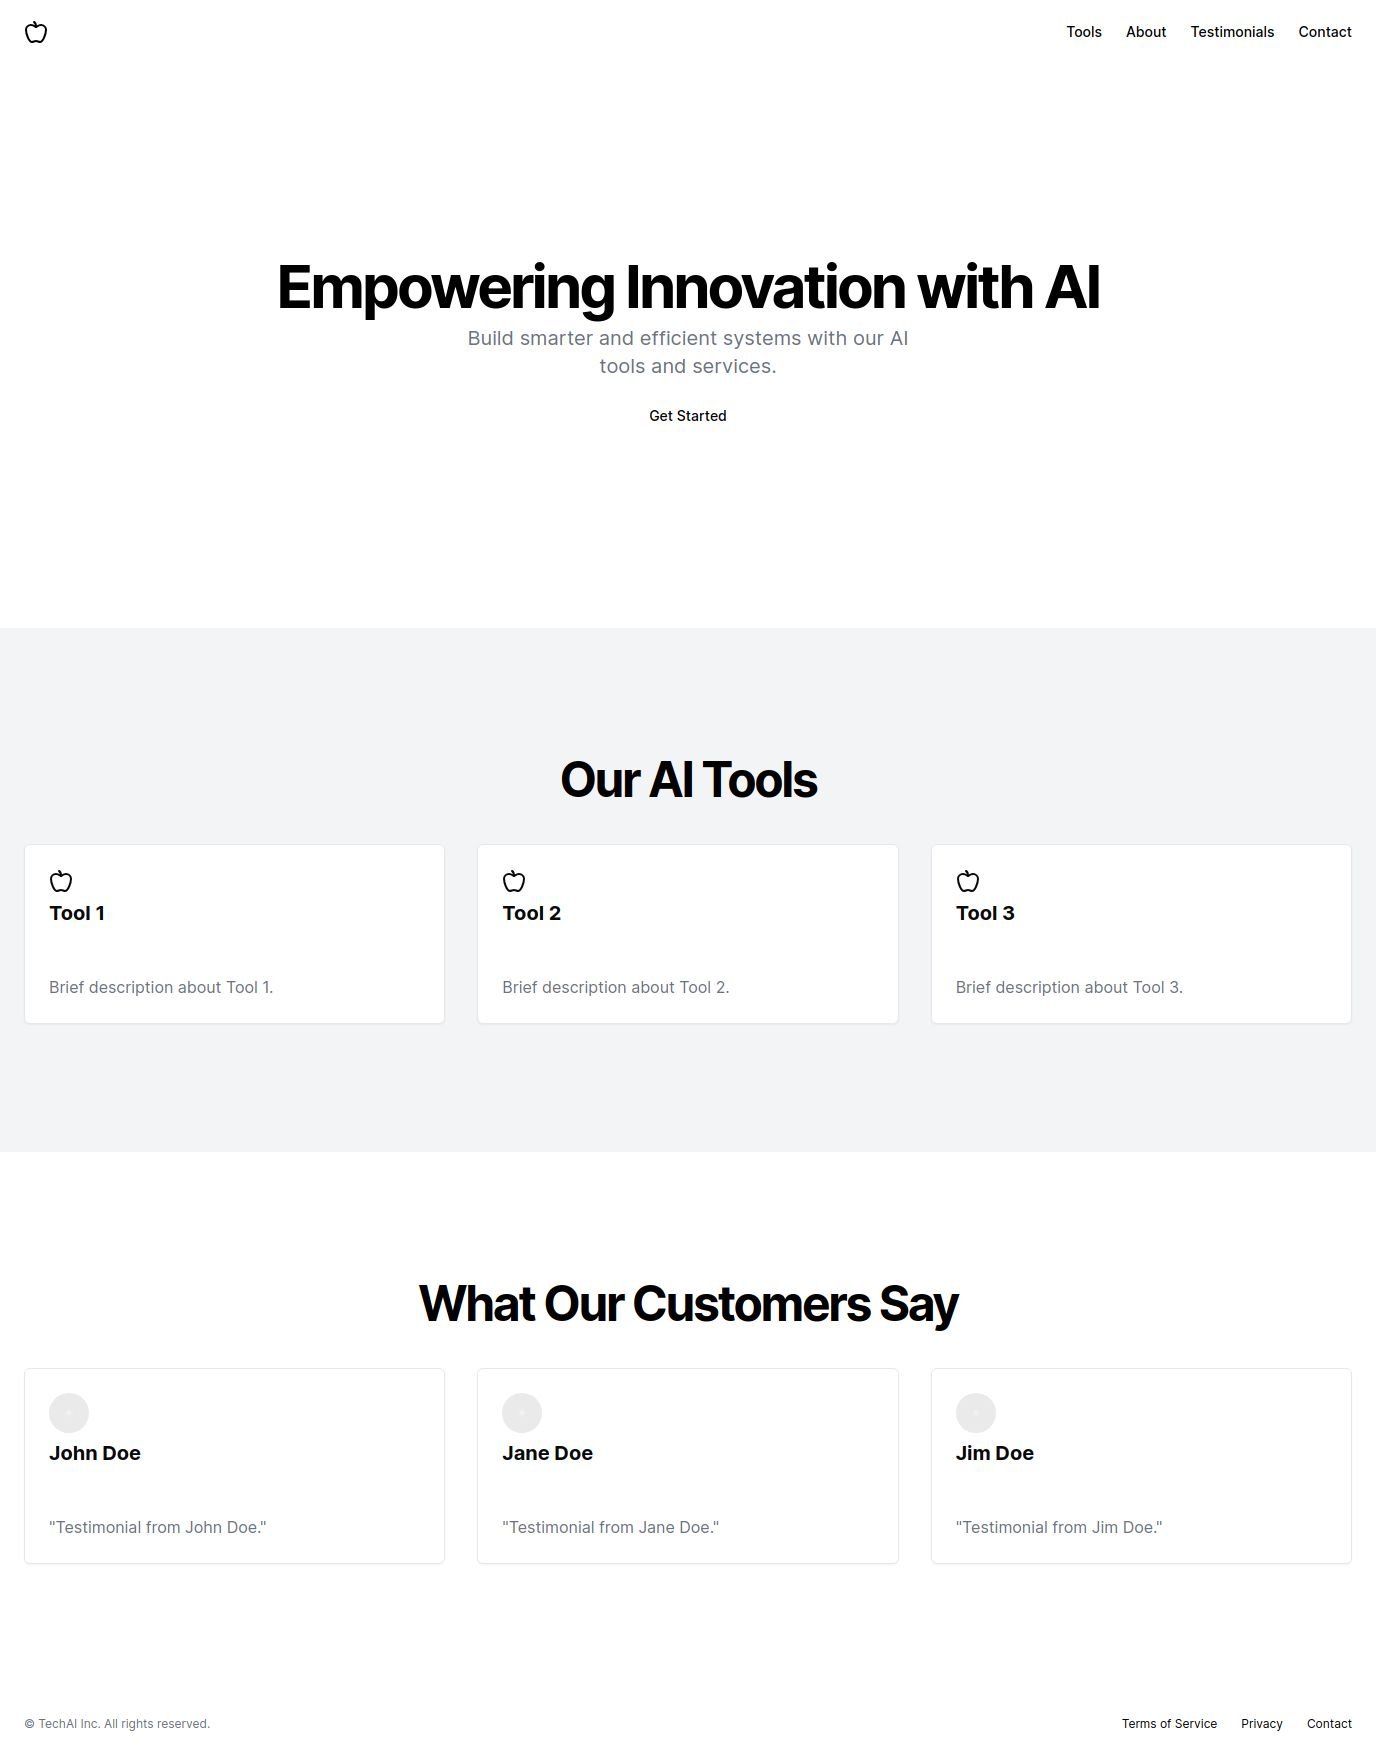 Tools About Testimonials Contact
Empowering Innovation with AI
Build smarter and efficient systems with our AI
tools and services.
Get Started
Our AI Tools
Tool 1
Brief description about Tool 1.
Tool 2
Brief description about Tool 2.
Tool 3
Brief description about Tool 3.
What Our Customers Say
John Doe
"Testimonial from John Doe."
Jane Doe
"Testimonial from Jane Doe."
Jim Doe
"Testimonial from Jim Doe."
© TechAI Inc. All rights reserved.
Terms of Service Privacy Contact